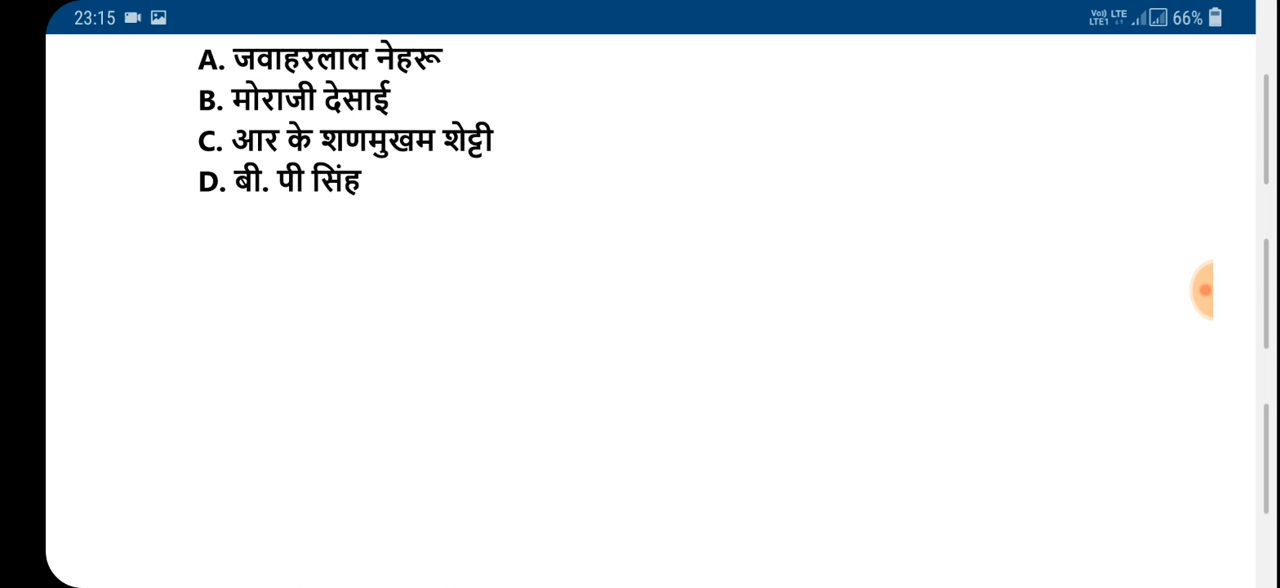 23:15 Vo)) LTE LTE1 66%
A. जवाहरलाल नेहरू
B. मोराजी देसाई
C. आर के शणमुखम शेट्टी
D. बी. पी सिंह